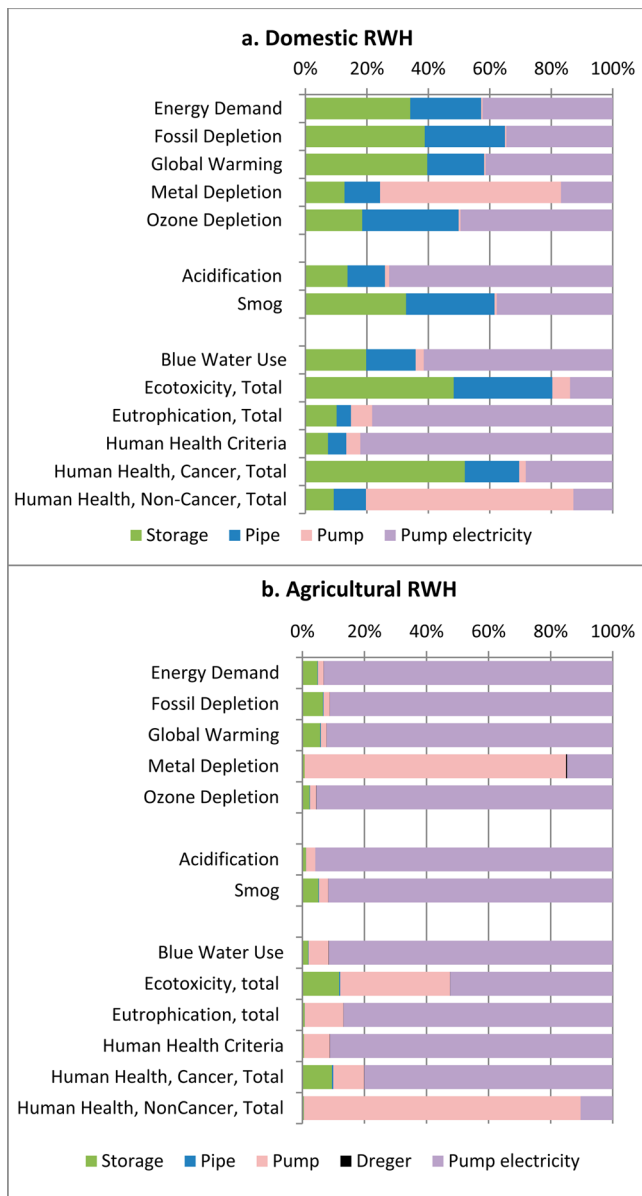 a. Domestic RWH
0% 20% 40% 60% 80% 100%
Energy Demand
Fossil Depletion
Global Warming
Metal Depletion
Ozone Depletion
Acidification
Smog
Blue Water Use
Ecotoxicity, Total
Eutrophication, Total
Human Health Criteria
Human Health, Cancer, Total
Human Health, Non-Cancer, Total
Storage Pipe Pump Pump electricity
b. Agricultural RWH
0% 20% 40% 60% 80% 100%
Energy Demand
Fossil Depletion
Global Warming
Metal Depletion
Ozone Depletion
Acidification
Smog
Blue Water Use
Ecotoxicity, total
Eutrophication, total
Human Health Criteria
Human Health, Cancer, Total
Human Health, NonCancer, Total
Storage Pipe Pump Dreger Pump electricity